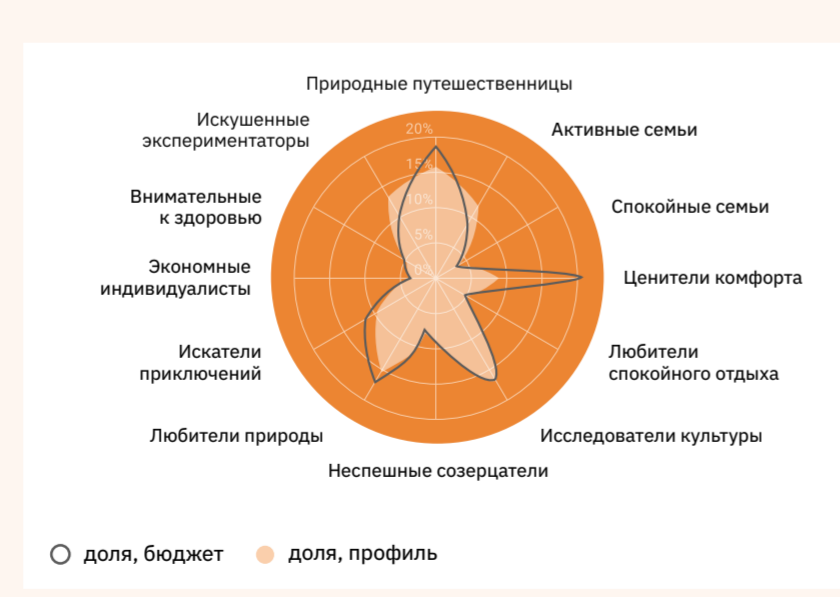 Природные путешественницы
Искушенные
экспериментаторы
Активные семьи
20%
15%
Внимательные
к здоровью
Спокойные семьи
10%
5%
Экономные
индивидуалисты
0%
Ценители комфорта
Искатели
приключений
Любители
спокойного отдыха
Любители природы
Исследователи культуры
Неспешные созерцатели
доля, бюджет
доля, профиль